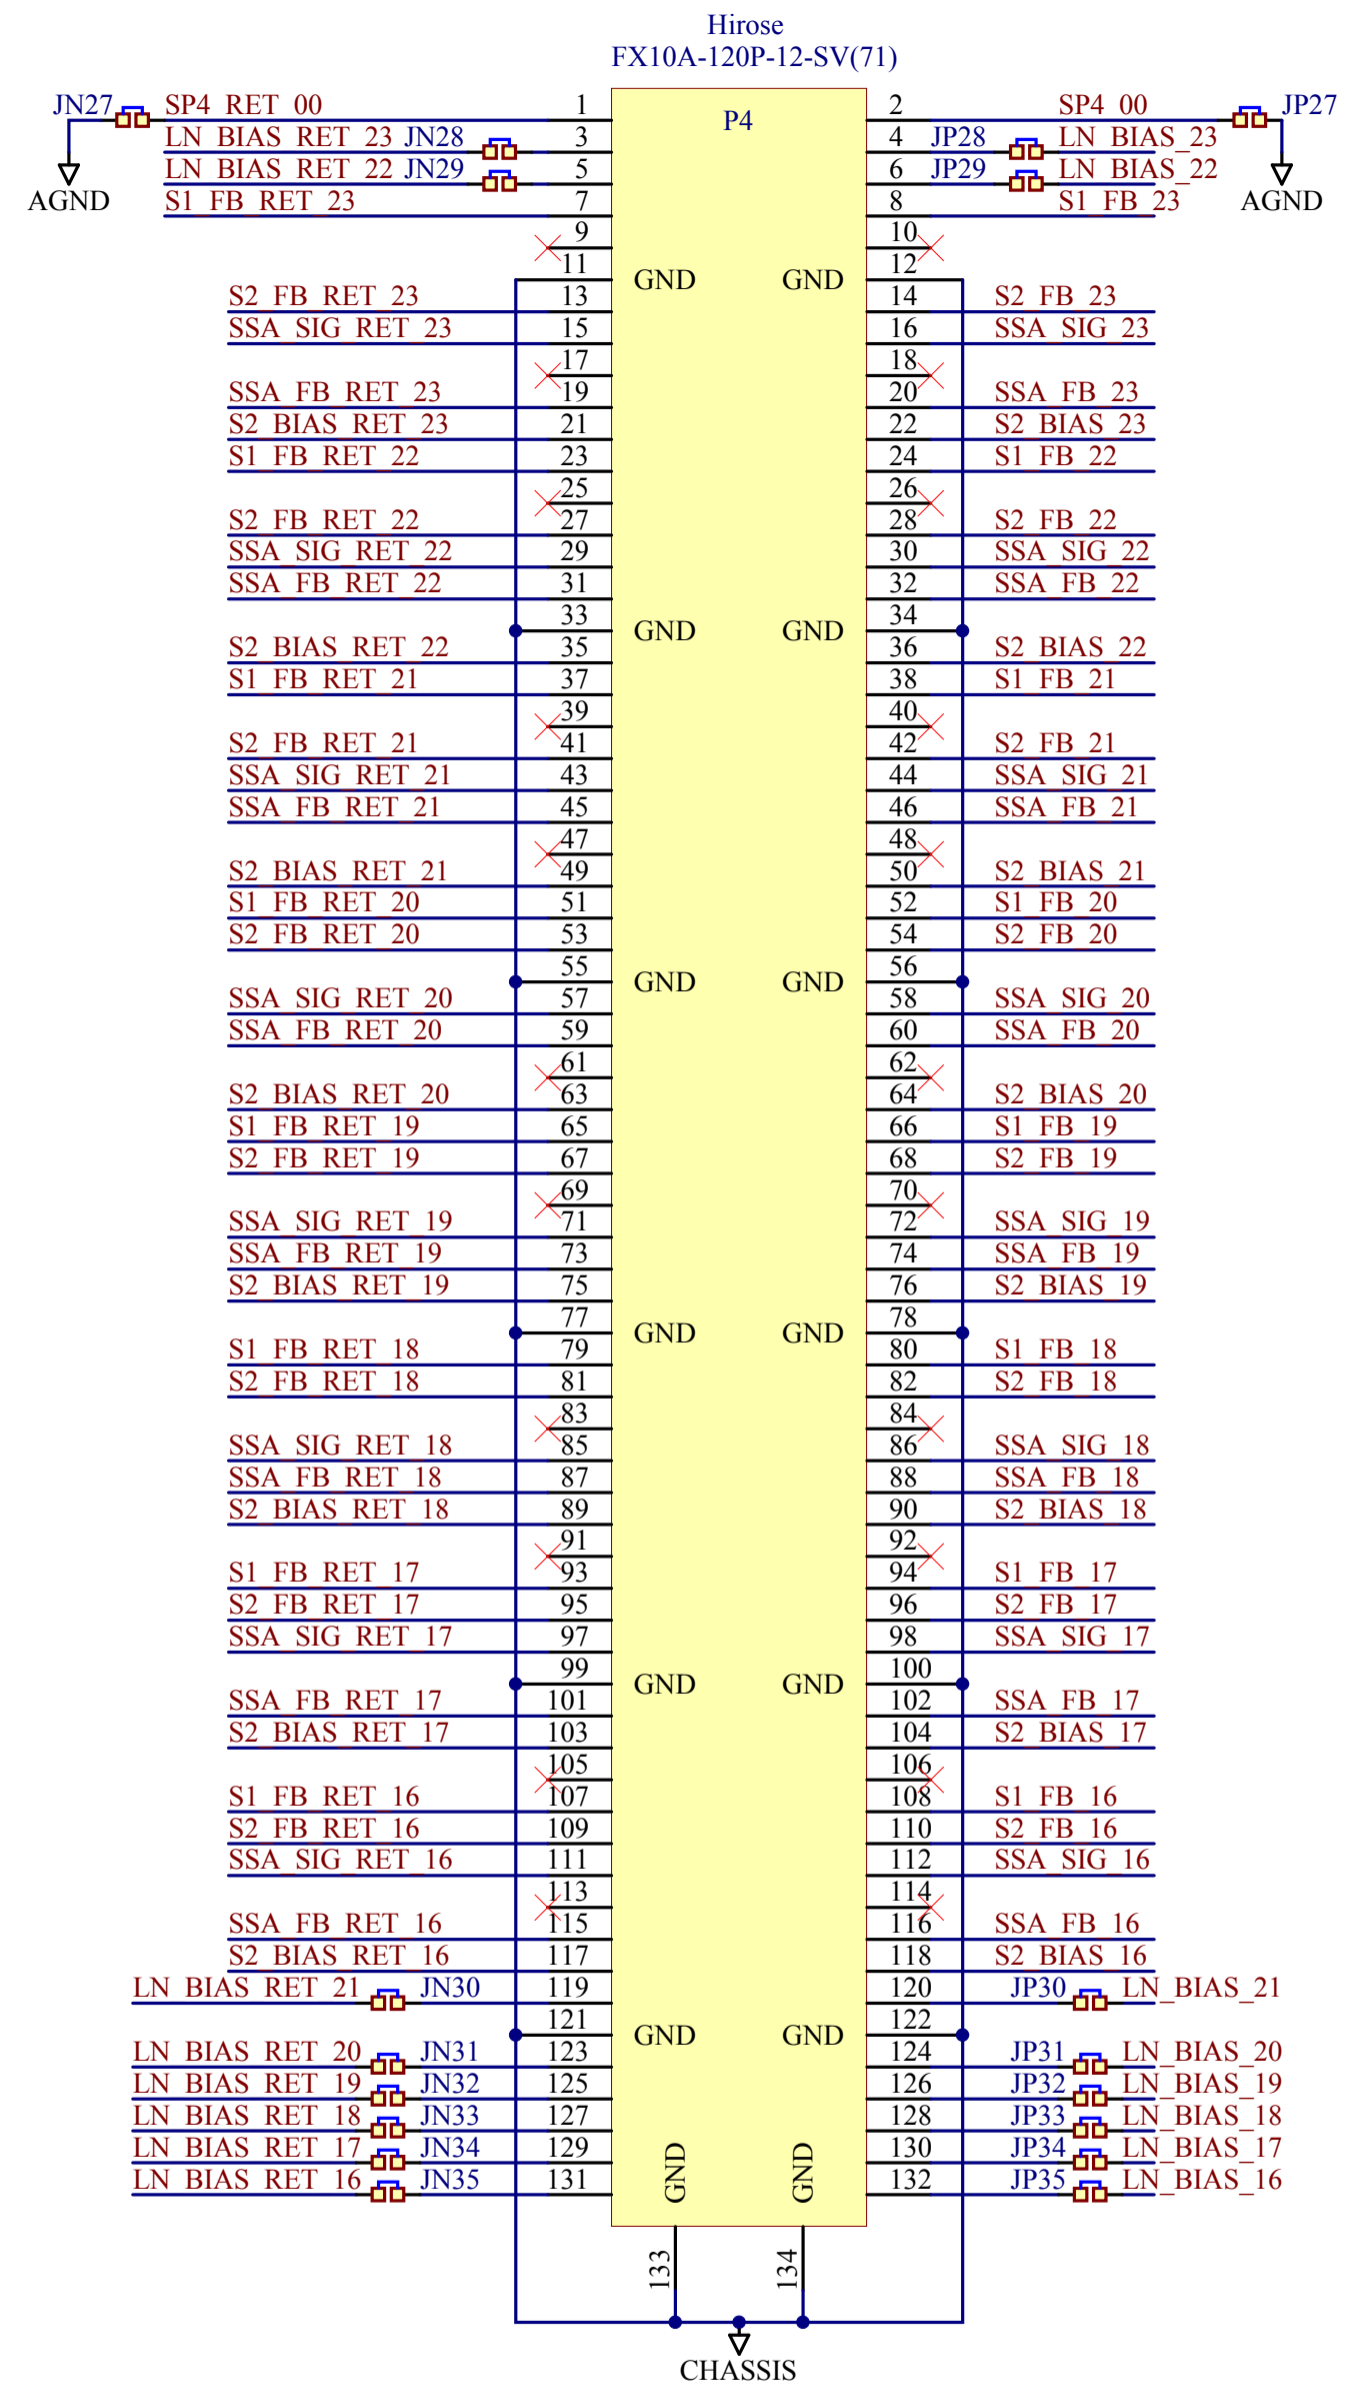 Hirose
FX10A-120P-12-SV(71)
P4
JN27 SP4_RET_00 1 2 SP4_00 JP27
LN_BIAS_RET_23 JN28 3 4 JP28 LN_BIAS_23
LN_BIAS_RET_22 JN29 5 6 JP29 LN_BIAS_22
AGND S1_FB_RET_23 7 8 S1_FB_23 AGND
9 10
11 GND GND 12
S2_FB_RET_23 13 14 S2_FB_23
SSA_SIG_RET_23 15 16 SSA_SIG_23
17 18
SSA_FB_RET_23 19 20 SSA_FB_23
S2_BIAS_RET_23 21 22 S2_BIAS_23
S1_FB_RET_22 23 24 S1_FB_22
25 26
S2_FB_RET_22 27 28 S2_FB_22
SSA_SIG_RET_22 29 30 SSA_SIG_22
SSA_FB_RET_22 31 32 SSA_FB_22
33 GND GND 34
S2_BIAS_RET_22 35 36 S2_BIAS_22
S1_FB_RET_21 37 38 S1_FB_21
39 40
S2_FB_RET_21 41 42 S2_FB_21
SSA_SIG_RET_21 43 44 SSA_SIG_21
SSA_FB_RET_21 45 46 SSA_FB_21
47 48
S2_BIAS_RET_21 49 50 S2_BIAS_21
S1_FB_RET_20 51 52 S1_FB_20
S2_FB_RET_20 53 54 S2_FB_20
55 GND GND 56
SSA_SIG_RET_20 57 58 SSA_SIG_20
SSA_FB_RET_20 59 60 SSA_FB_20
61 62
S2_BIAS_RET_20 63 64 S2_BIAS_20
S1_FB_RET_19 65 66 S1_FB_19
S2_FB_RET_19 67 68 S2_FB_19
69 70
SSA_SIG_RET_19 71 72 SSA_SIG_19
SSA_FB_RET_19 73 74 SSA_FB_19
S2_BIAS_RET_19 75 76 S2_BIAS_19
77 GND GND 78
S1_FB_RET_18 79 80 S1_FB_18
S2_FB_RET_18 81 82 S2_FB_18
83 84
SSA_SIG_RET_18 85 86 SSA_SIG_18
SSA_FB_RET_18 87 88 SSA_FB_18
S2_BIAS_RET_18 89 90 S2_BIAS_18
91 92
S1_FB_RET_17 93 94 S1_FB_17
S2_FB_RET_17 95 96 S2_FB_17
SSA_SIG_RET_17 97 98 SSA_SIG_17
99 GND GND 100
SSA_FB_RET_17 101 102 SSA_FB_17
S2_BIAS_RET_17 103 104 S2_BIAS_17
105 106
S1_FB_RET_16 107 108 S1_FB_16
S2_FB_RET_16 109 110 S2_FB_16
SSA_SIG_RET_16 111 112 SSA_SIG_16
113 114
SSA_FB_RET_16 115 116 SSA_FB_16
S2_BIAS_RET_16 117 118 S2_BIAS_16
LN_BIAS_RET_21 JN30 119 120 JP30 LN_BIAS_21
121 GND GND 122
LN_BIAS_RET_20 JN31 123 124 JP31 LN_BIAS_20
LN_BIAS_RET_19 JN32 125 126 JP32 LN_BIAS_19
LN_BIAS_RET_18 JN33 127 128 JP33 LN_BIAS_18
LN_BIAS_RET_17 JN34 129 130 JP34 LN_BIAS_17
LN_BIAS_RET_16 JN35 131 132 JP35 LN_BIAS_16
GND GND
133 134
CHASSIS